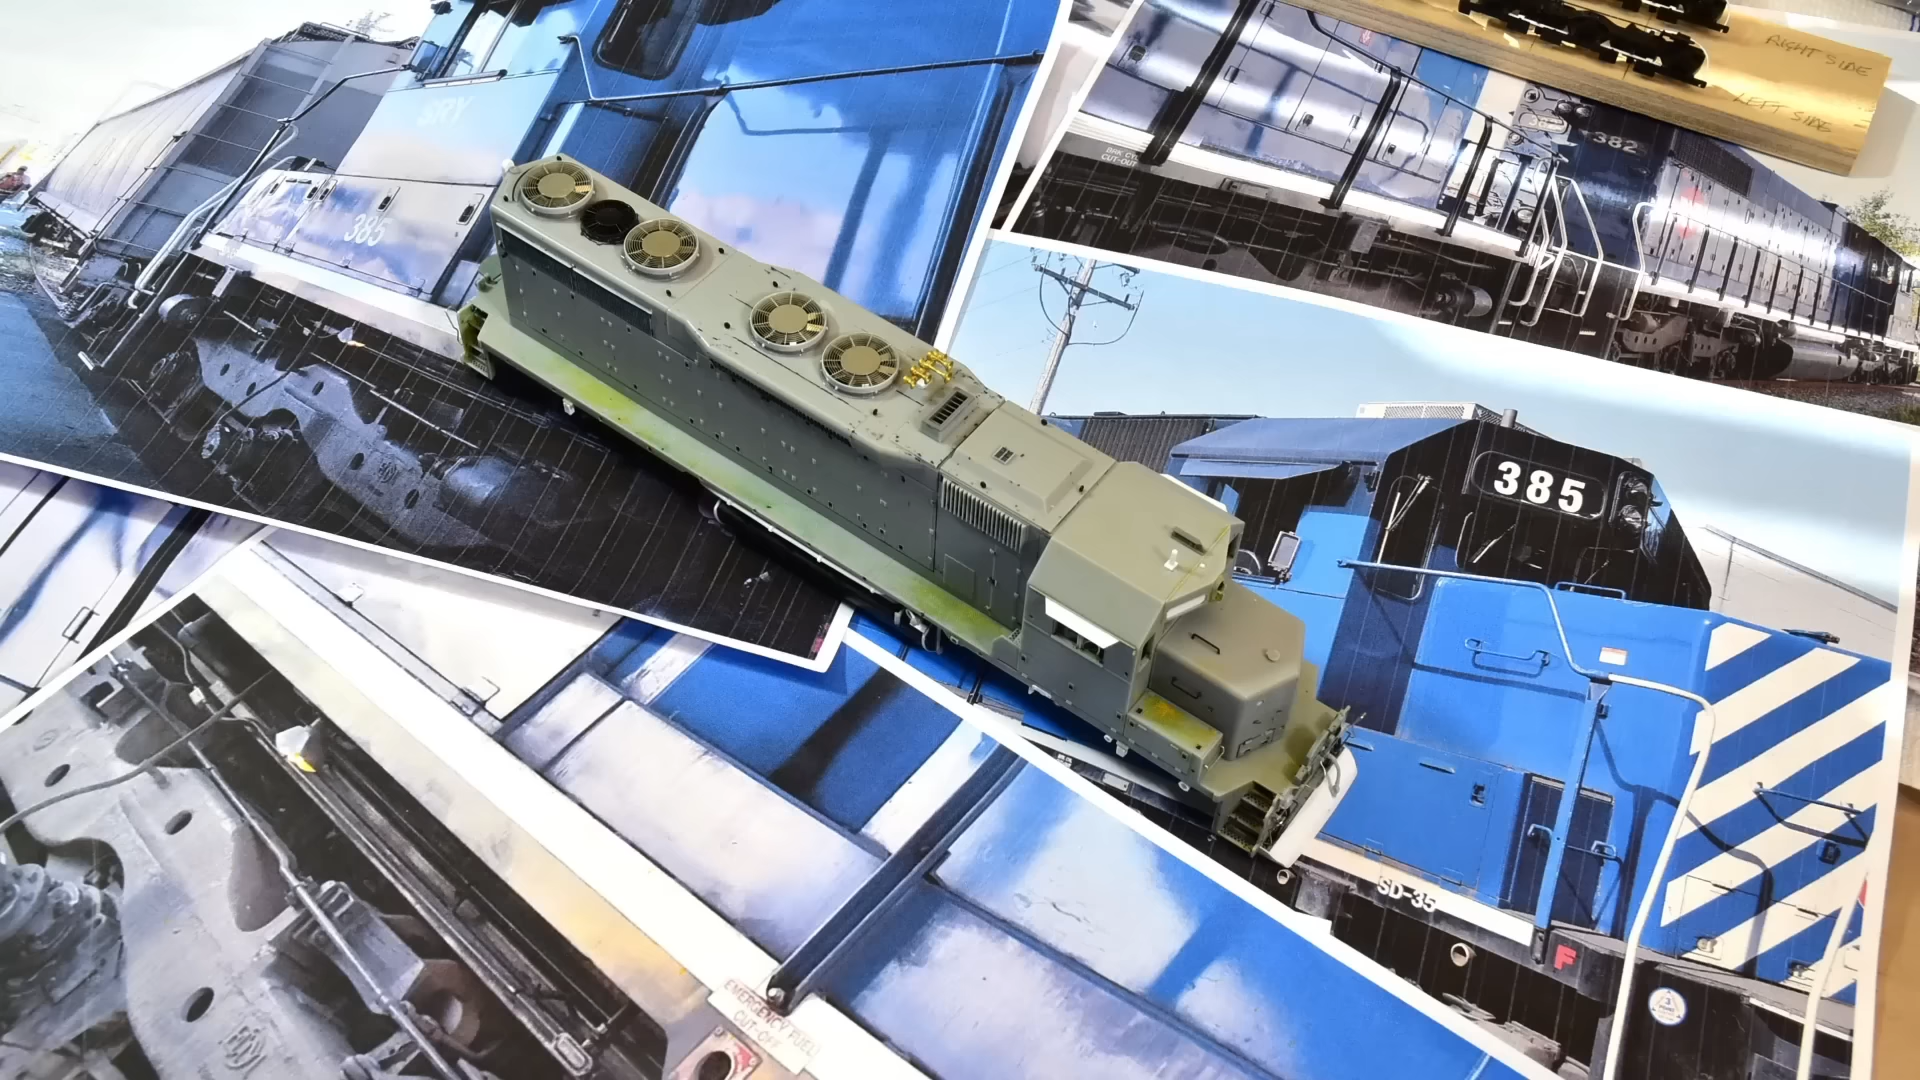 RIGHT SIDE
LEFT SIDE
SRY
385
382
385
SD-35
F
EMERGENCY FUEL
CUT-OFF